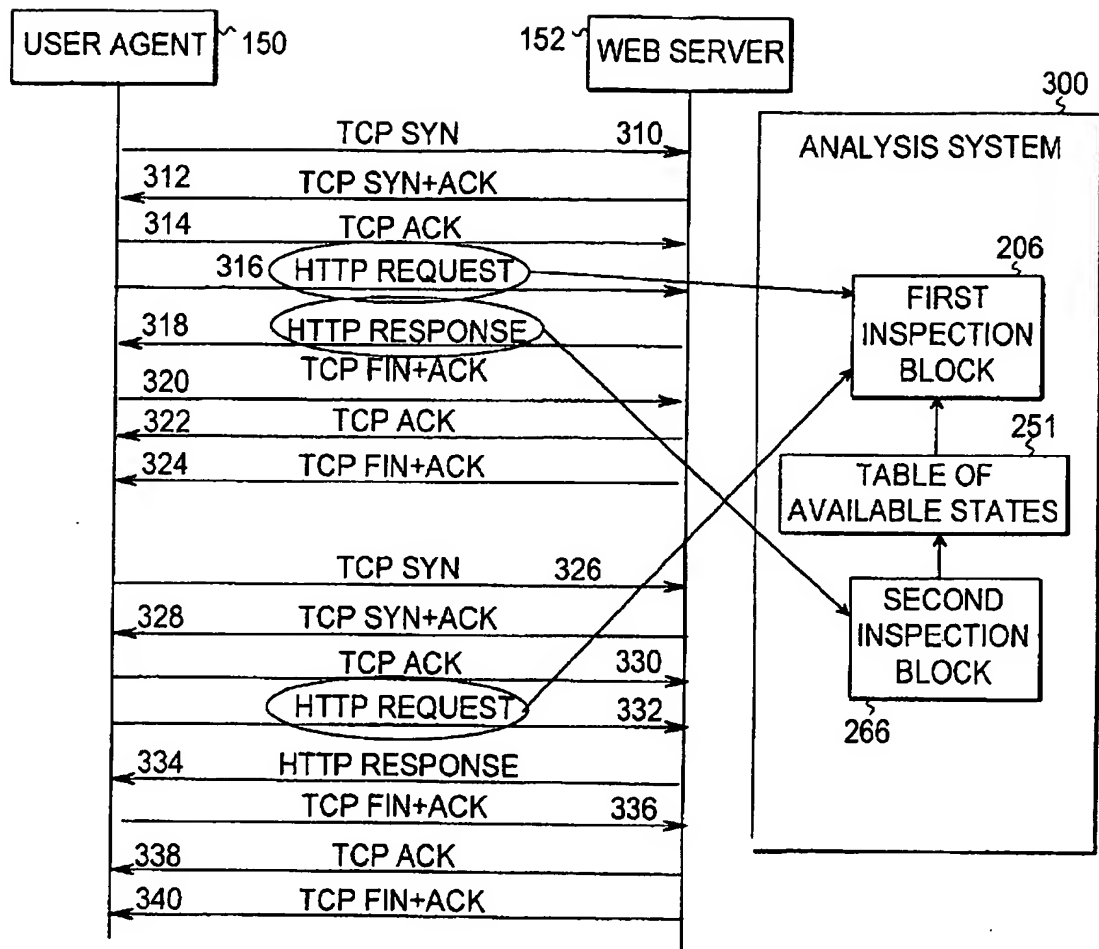 USER AGENT 150
152 WEB SERVER
300
ANALYSIS SYSTEM
TCP SYN 310
312 TCP SYN+ACK
314 TCP ACK
316 HTTP REQUEST
318 HTTP RESPONSE
320 TCP FIN+ACK
322 TCP ACK
324 TCP FIN+ACK
TCP SYN 326
328 TCP SYN+ACK
TCP ACK 330
HTTP REQUEST 332
334 HTTP RESPONSE
TCP FIN+ACK 336
338 TCP ACK
340 TCP FIN+ACK
206
FIRST
INSPECTION
BLOCK
251
TABLE OF
AVAILABLE STATES
SECOND
INSPECTION
BLOCK
266